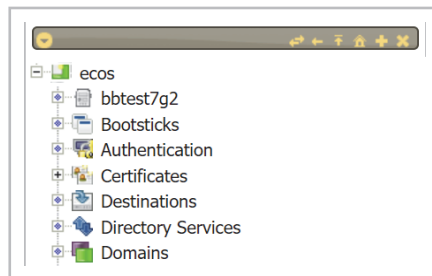 ecos
bbtest7g2
Bootsticks
Authentication
Certificates
Destinations
Directory Services
Domains